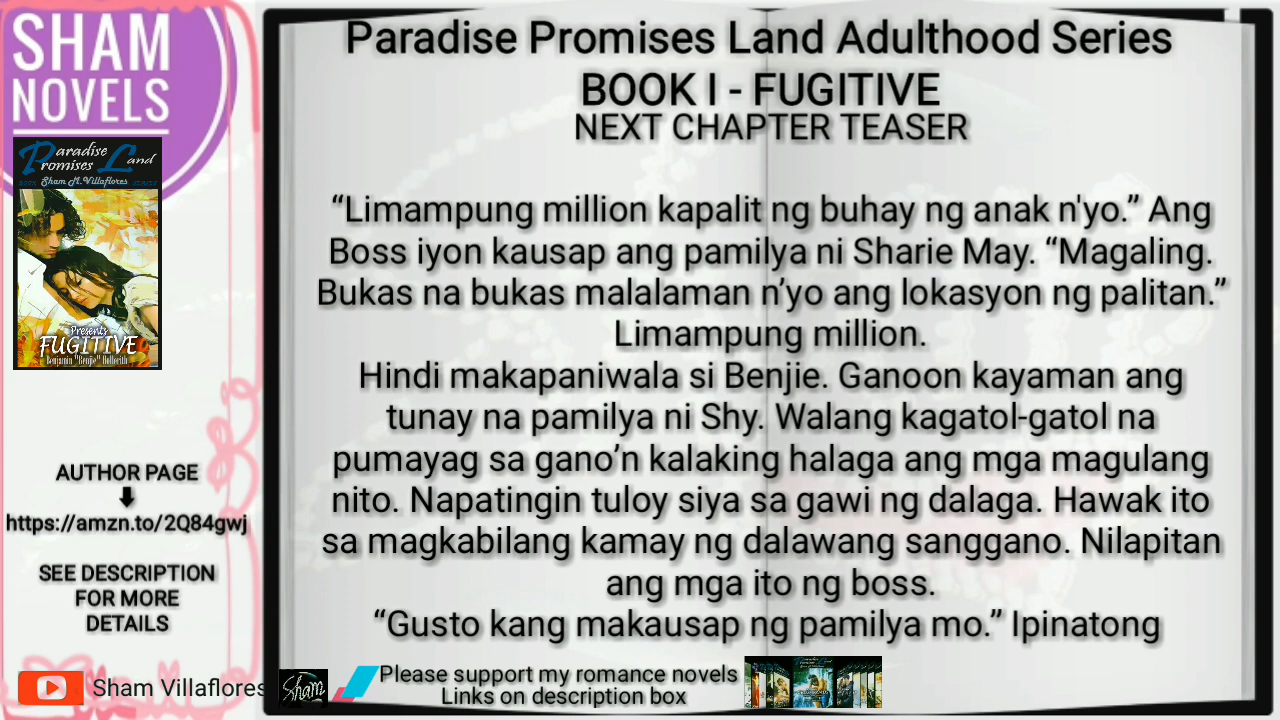 SHAM
NOVELS
Paradise
Promises Land
Sham M.Villaflores
Presents
FUGITIVE
Benjamin "Benjie" Hollerith
AUTHOR PAGE
https://amzn.to/2Q84gwj
SEE DESCRIPTION
FOR MORE
DETAILS
Sham Villaflores
Paradise Promises Land Adulthood Series
BOOK I - FUGITIVE
NEXT CHAPTER TEASER
“Limampung million kapalit ng buhay ng anak n'yo.” Ang
Boss iyon kausap ang pamilya ni Sharie May. “Magaling.
Bukas na bukas malalaman n’yo ang lokasyon ng palitan.”
Limampung million.
Hindi makapaniwala si Benjie. Ganoon kayaman ang
tunay na pamilya ni Shy. Walang kagatol-gatol na
pumayag sa gano’n kalaking halaga ang mga magulang
nito. Napatingin tuloy siya sa gawi ng dalaga. Hawak ito
sa magkabilang kamay ng dalawang sanggano. Nilapitan
ang mga ito ng boss.
“Gusto kang makausap ng pamilya mo.” Ipinatong
Sham
Please support my romance novels
Links on description box